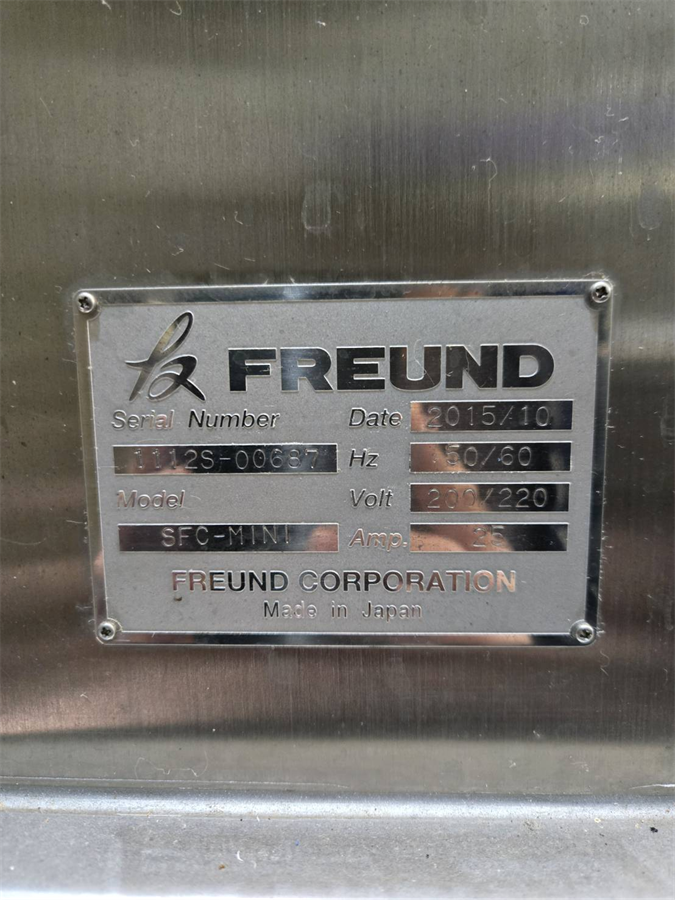 FREUND
Serial Number Date 2015/10
1112S-00687 Hz 50/60
Model Volt 200/220
SFC-MINI Amp. 25
FREUND CORPORATION
Made in Japan